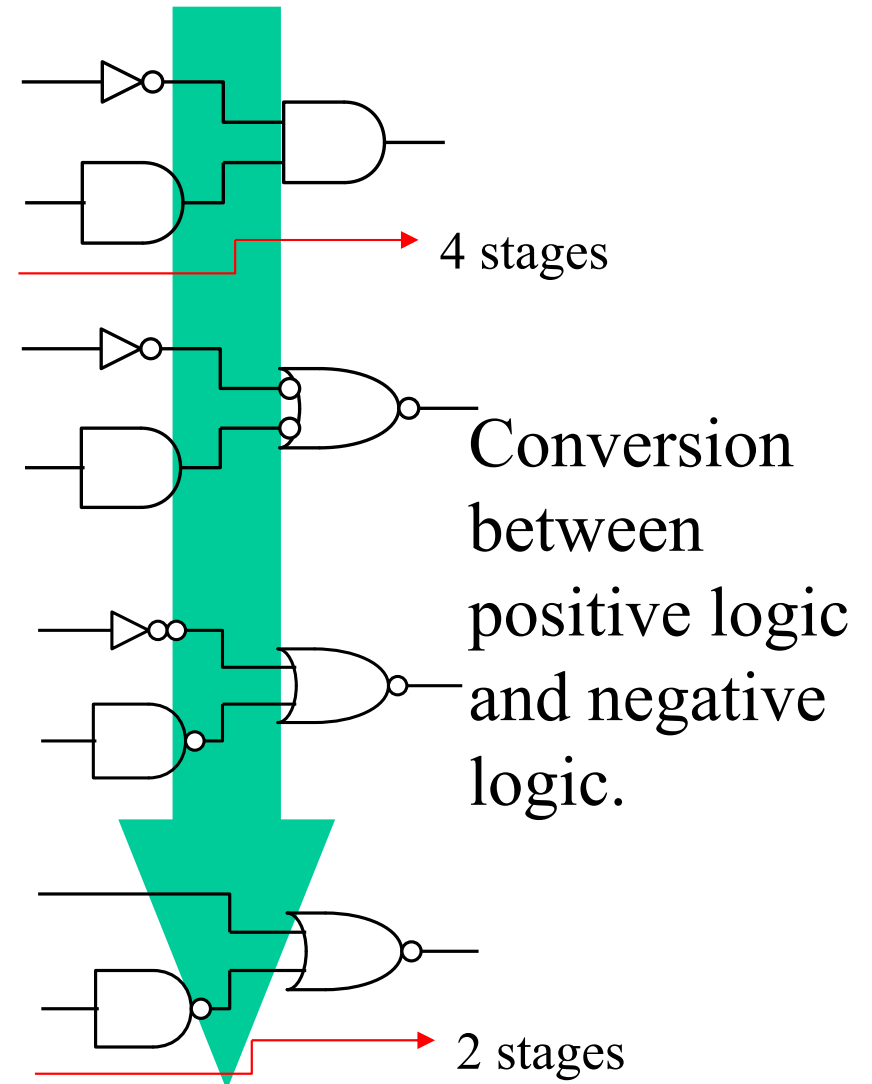 4 stages
Conversion
between
positive logic
and negative
logic.
2 stages